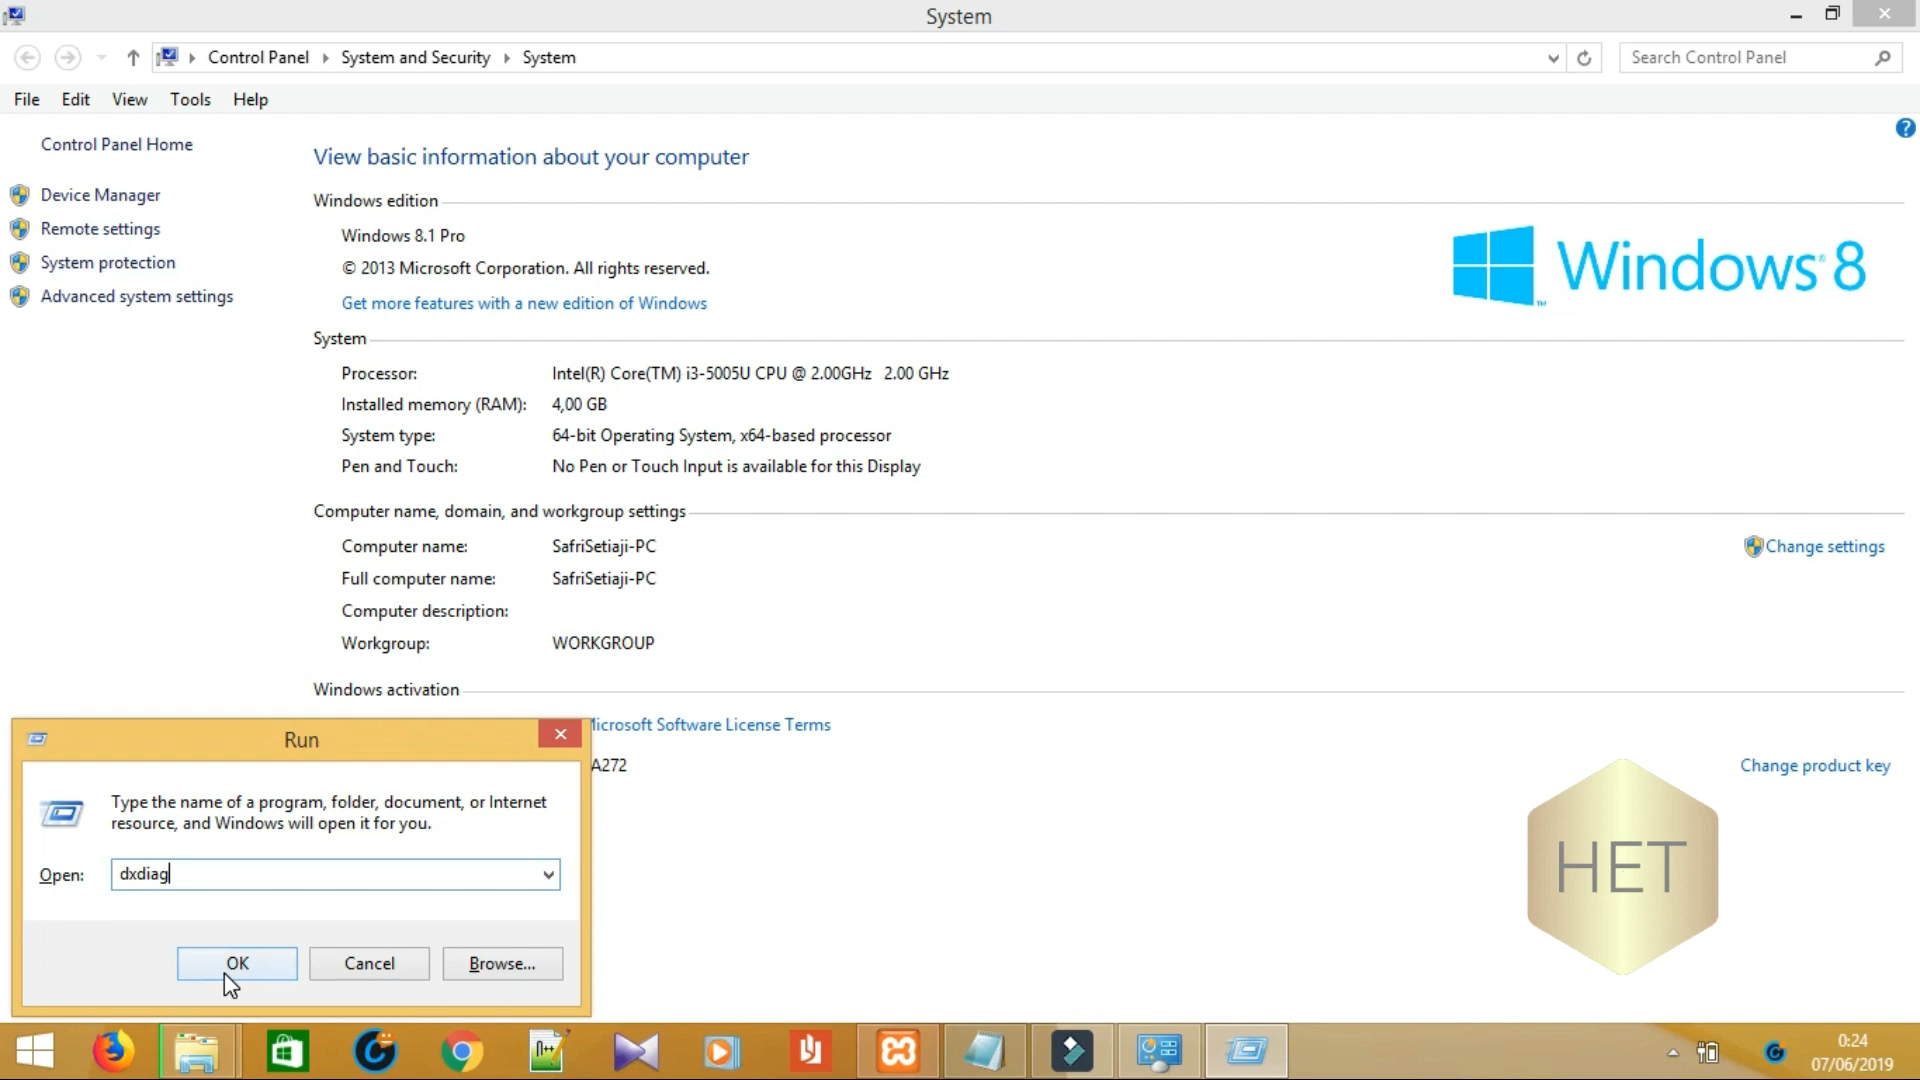 System
Control Panel System and Security System
Search Control Panel
File Edit View Tools Help
Control Panel Home
Device Manager
Remote settings
System protection
Advanced system settings
View basic information about your computer
Windows edition
Windows 8.1 Pro
© 2013 Microsoft Corporation. All rights reserved.
Get more features with a new edition of Windows
Windows 8
System
Processor: Intel(R) Core(TM) i3-5005U CPU @ 2.00GHz 2.00 GHz
Installed memory (RAM): 4,00 GB
System type: 64-bit Operating System, x64-based processor
Pen and Touch: No Pen or Touch Input is available for this Display
Computer name, domain, and workgroup settings
Computer name: SafriSetiaji-PC
Change settings
Full computer name: SafriSetiaji-PC
Computer description:
Workgroup: WORKGROUP
Windows activation
Microsoft Software License Terms
A272
Change product key
Run
Type the name of a program, folder, document, or Internet
resource, and Windows will open it for you.
Open: dxdiag
OK Cancel Browse...
HET
0:24
07/06/2019